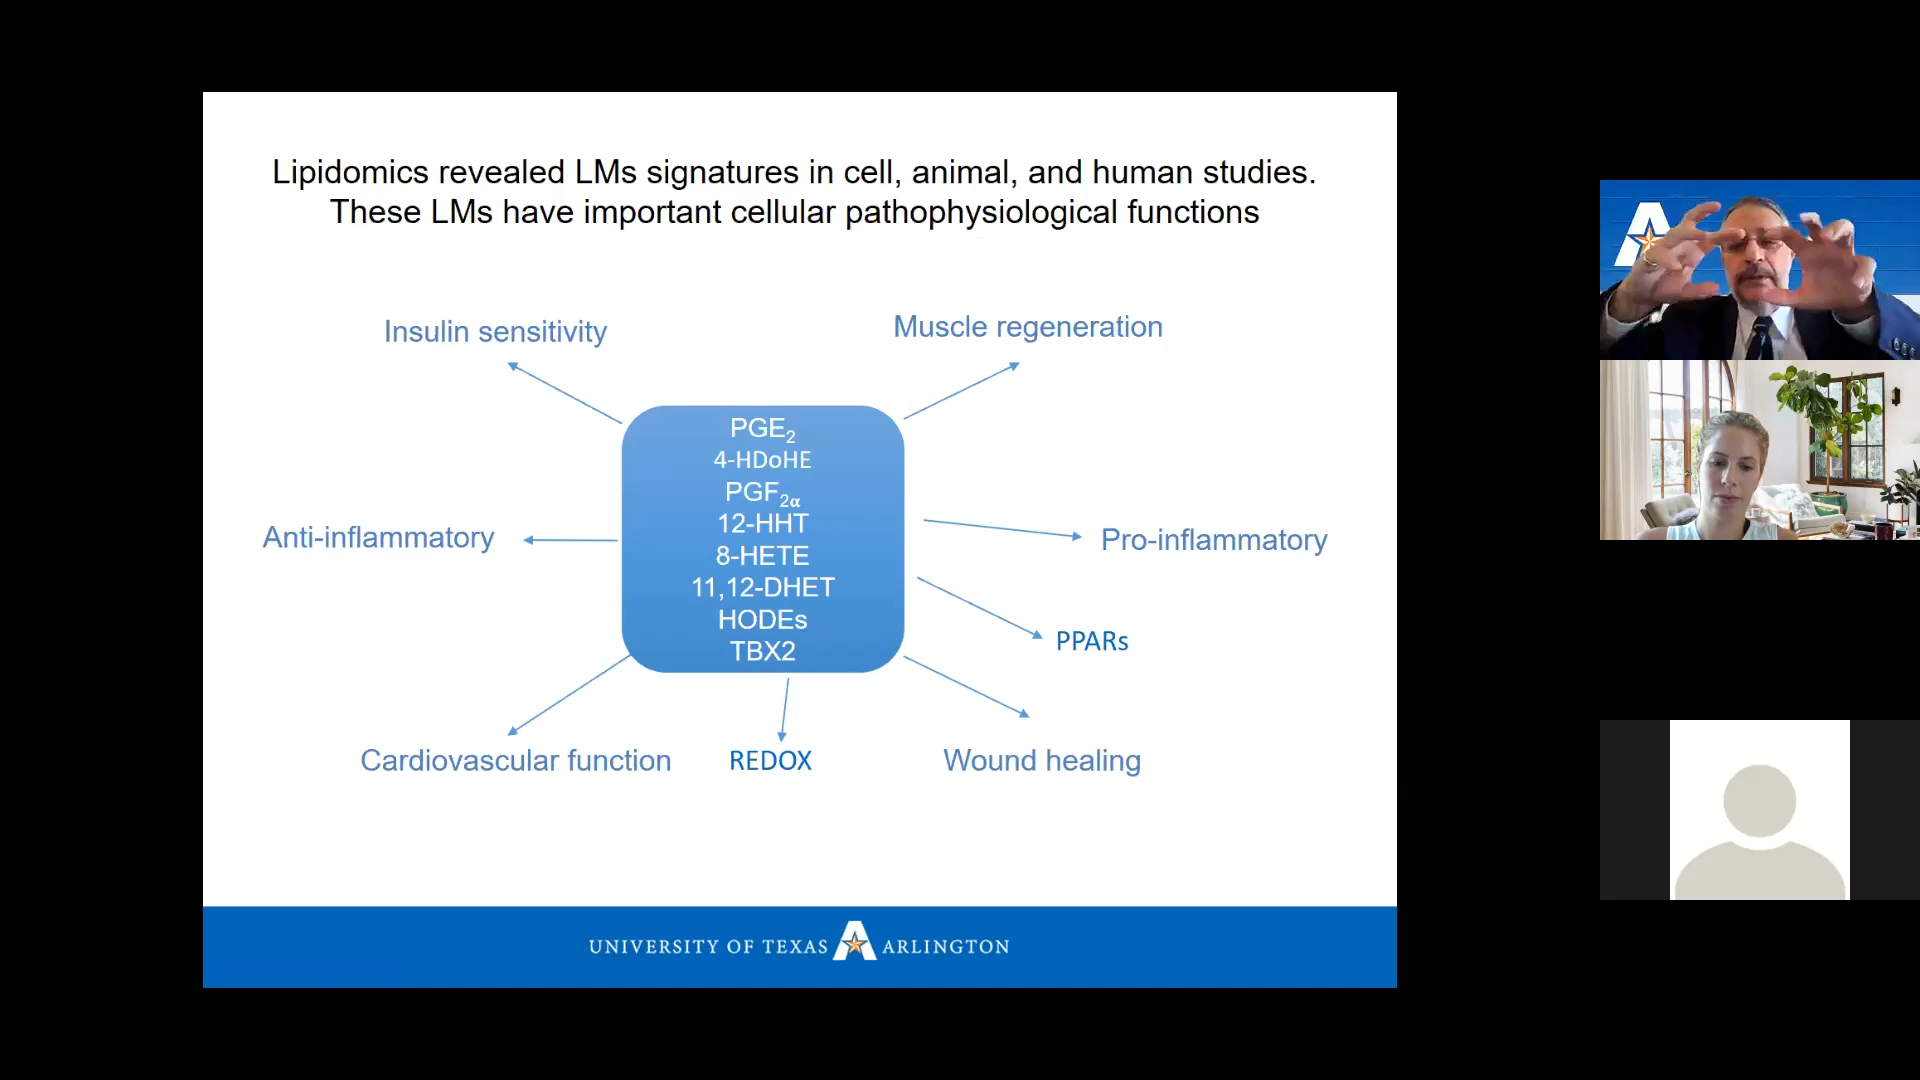 Lipidomics revealed LMs signatures in cell, animal, and human studies.
These LMs have important cellular pathophysiological functions
Insulin sensitivity
Muscle regeneration
PGE₂
4-HDoHE
PGF₂α
12-HHT
8-HETE
11,12-DHET
HODEs
TBX2
Anti-inflammatory
Pro-inflammatory
PPARs
Cardiovascular function
REDOX
Wound healing
UNIVERSITY OF TEXAS A ARLINGTON
A